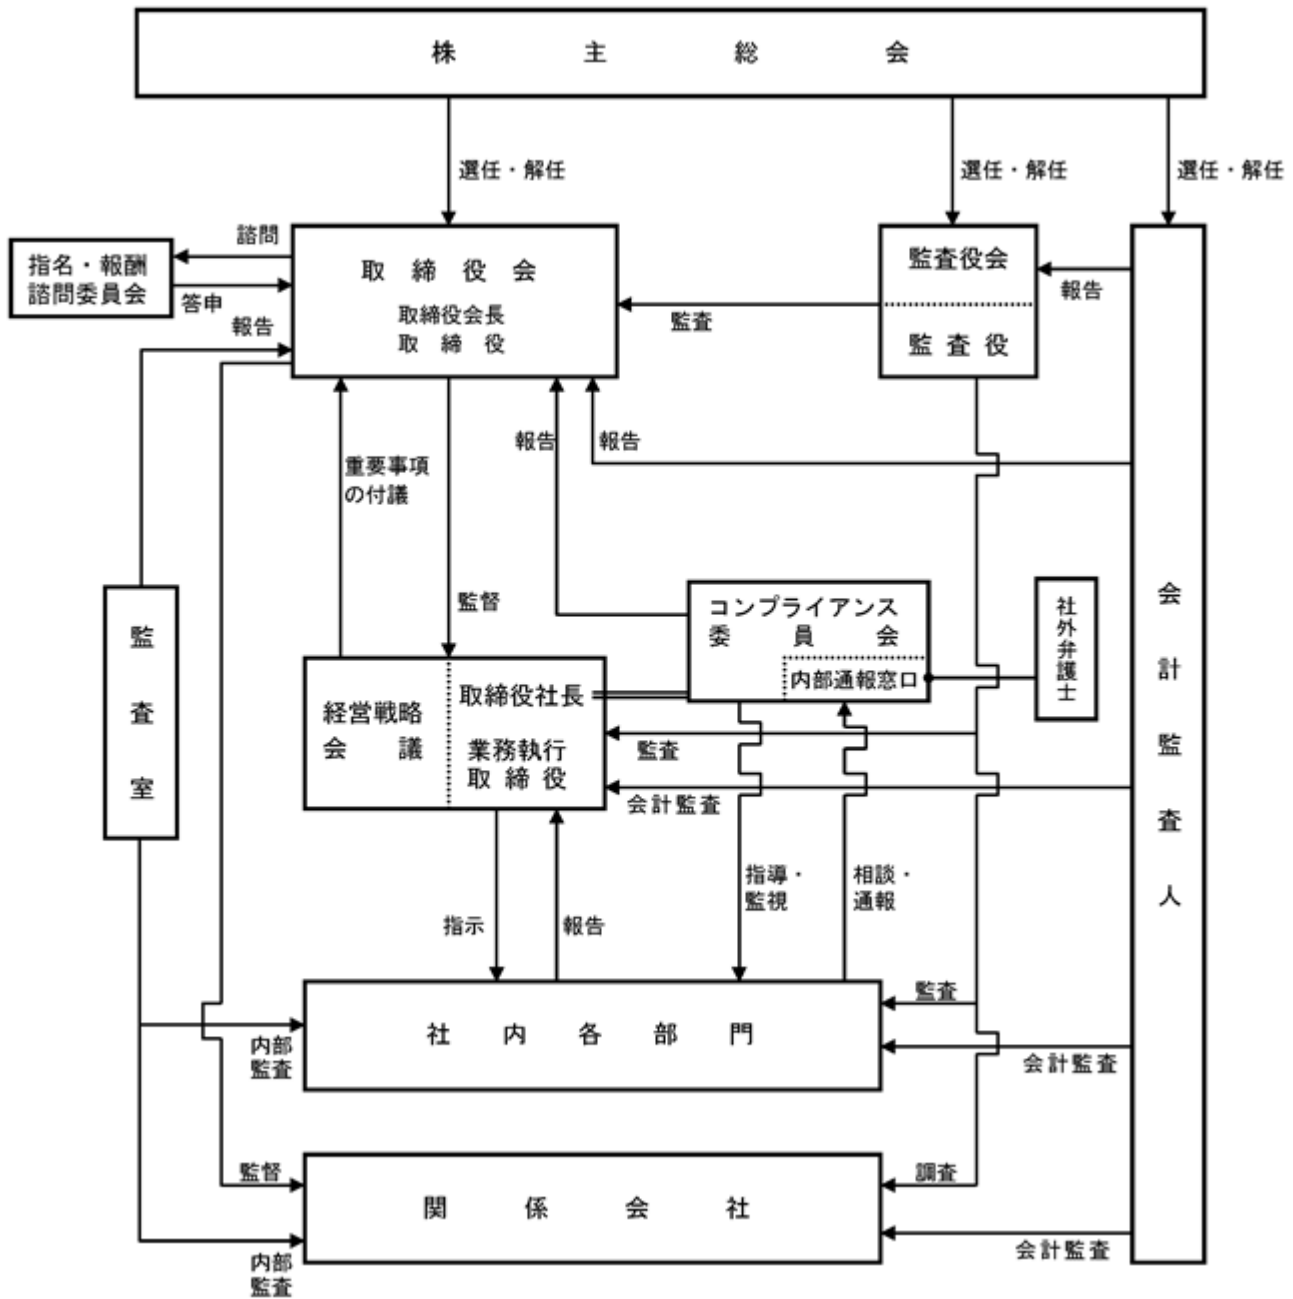 株主総会
選任・解任
選任・解任
選任・解任
諮問
指名・報酬
諮問委員会
答申
報告
取締役会
取締役会長
取締役
監査
監査役会
監査役
報告
重要事項
の付議
報告
報告
監督
監査室
経営戦略
会議
取締役社長
業務執行
取締役
コンプライアンス
委員会
内部通報窓口
社外弁護士
会計監査人
監査
会計監査
指示
報告
指導・
監視
相談・
通報
社内各部門
内部
監査
監査
会計監査
関係会社
監督
内部
監査
調査
会計監査